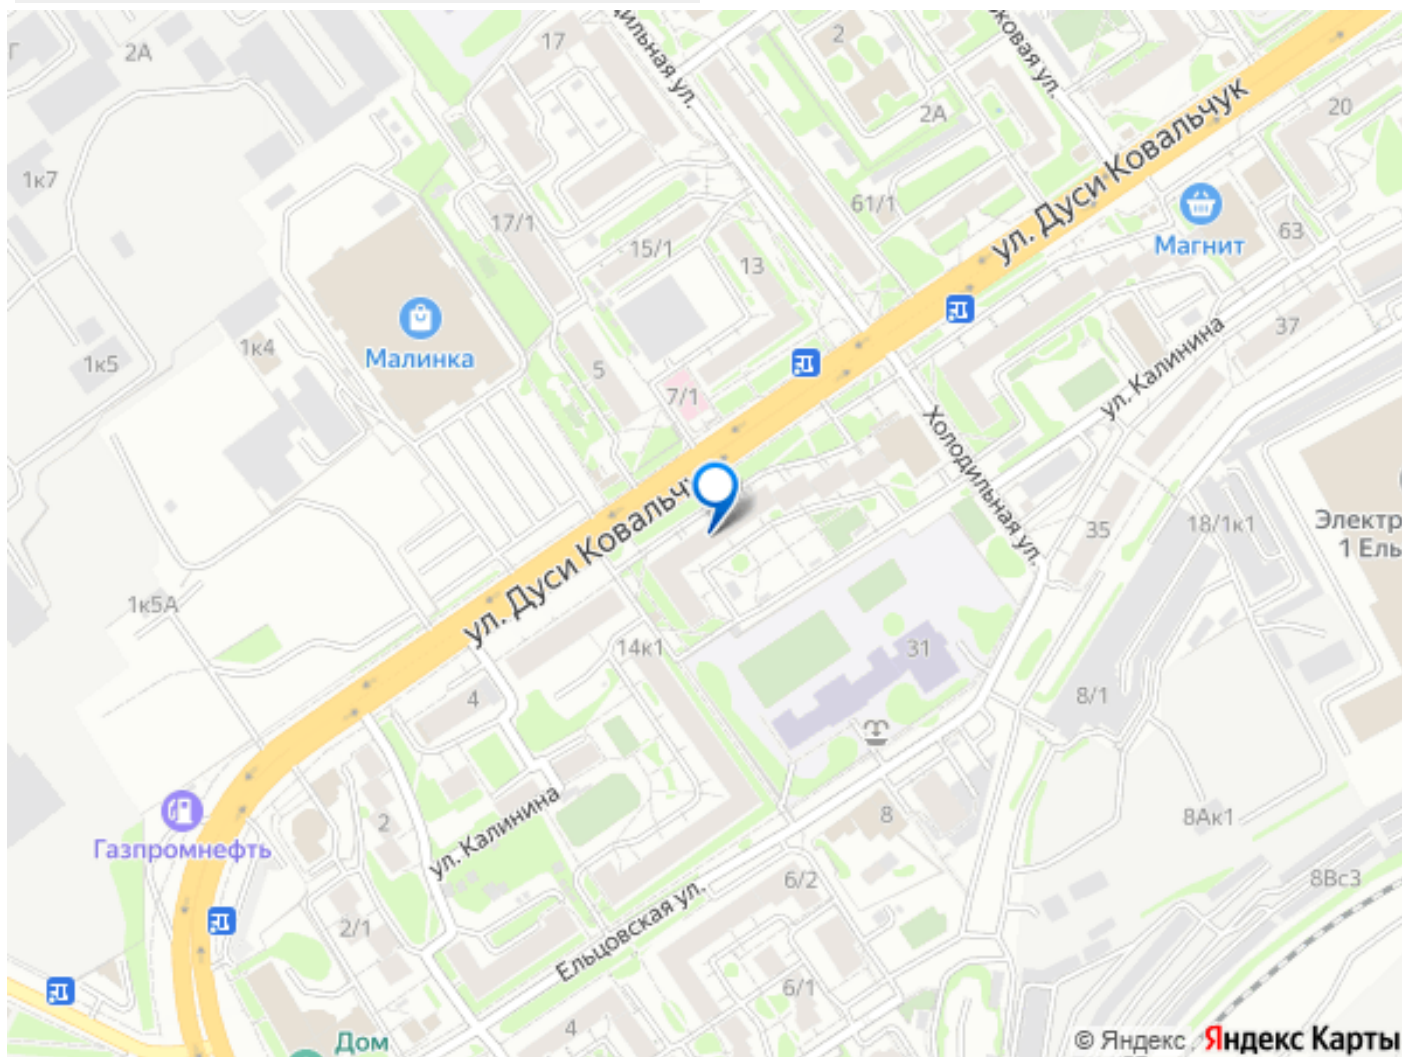 17
дильная ул.
2
ковая ул.
2А
Г
20
2А
1к7
ул. Дуси Ковальчук
61/1
17/1
15/1
Магнит
63
13
37
1к4
Малинка
1к5
5
7/1
ул. Калинина
Холодильная ул.
ул. Дуси Ковальч
35
18/1к1
Электр
1 Ель
1к5А
14к1
31
4
8/1
8
8Ак1
2
Газпромнефть
ул. Калинина
6/2
8Вс3
2/1
Ельцовская ул.
6/1
4
Дом
© Яндекс Яндекс Карты